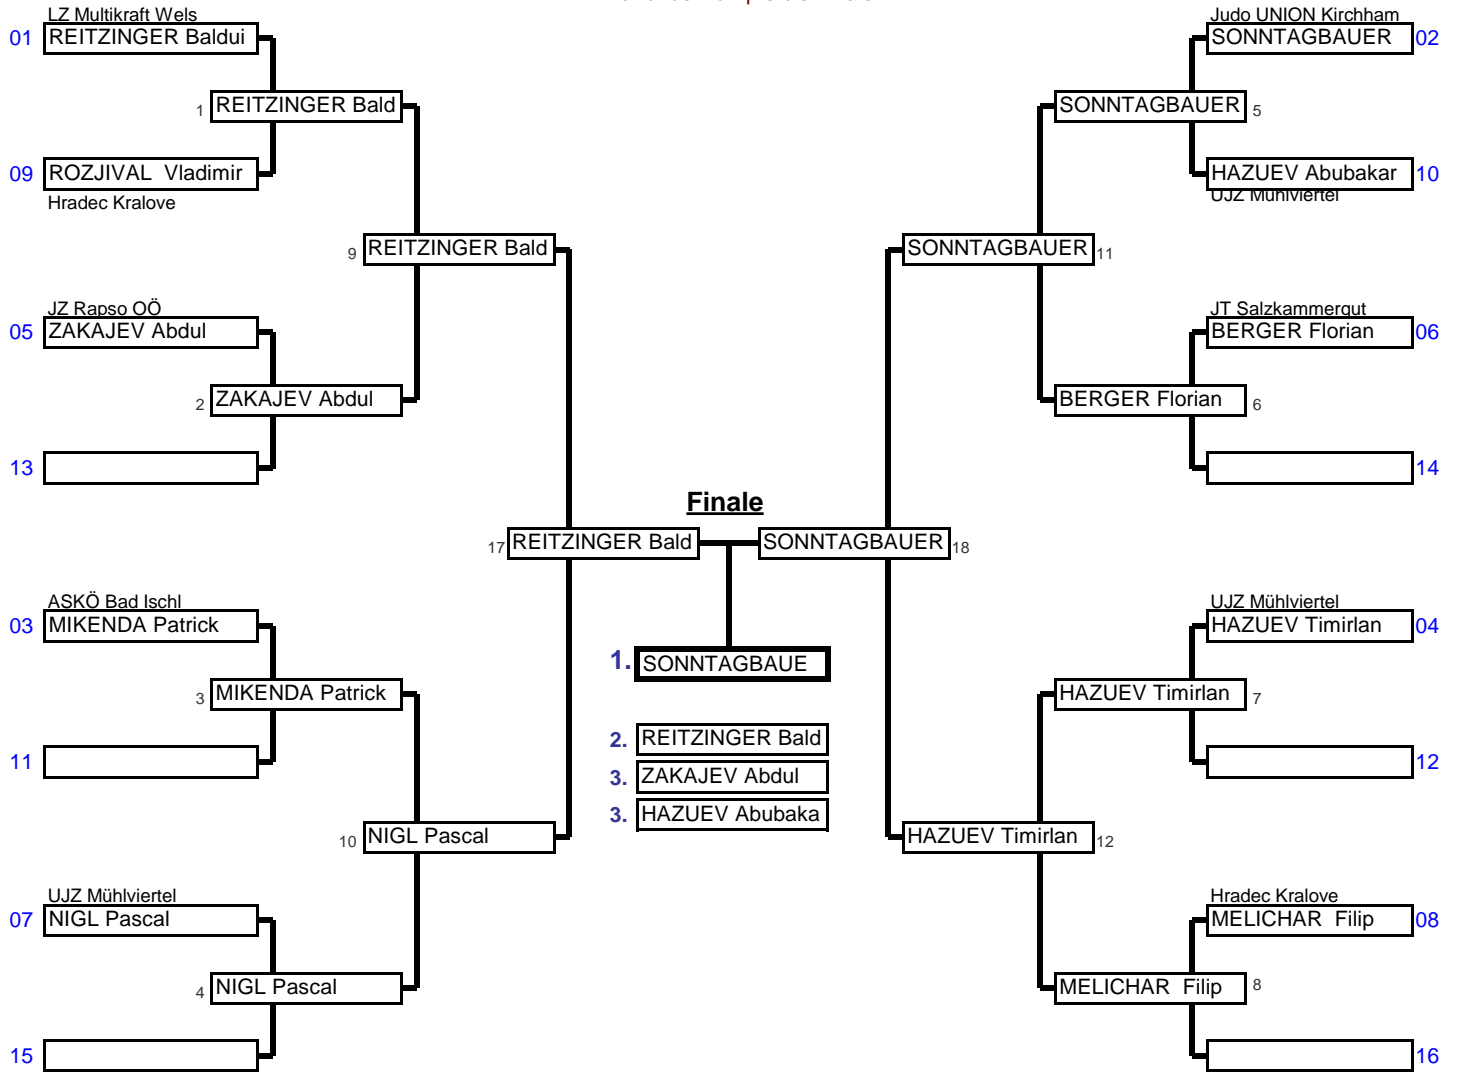 LZ Multikraft Wels
01 REITZINGER Baldui
1 REITZINGER Bald
09 ROZJIVAL Vladimir
Hradec Kralove
9 REITZINGER Bald
JZ Rapso OÖ
05 ZAKAJEV Abdul
2 ZAKAJEV Abdul
13
17 REITZINGER Bald
ASKÖ Bad Ischl
03 MIKENDA Patrick
3 MIKENDA Patrick
11
10 NIGL Pascal
UJZ Mühlviertel
07 NIGL Pascal
4 NIGL Pascal
15
Finale
1. SONNTAGBAUE
2. REITZINGER Bald
3. ZAKAJEV Abdul
3. HAZUEV Abubaka
Judo UNION Kirchham
SONNTAGBAUER 02
SONNTAGBAUER 5
HAZUEV Abubakar 10
UJZ Mühlviertel
SONNTAGBAUER 11
JT Salzkammergut
BERGER Florian 06
BERGER Florian 6
14
SONNTAGBAUER 18
UJZ Mühlviertel
HAZUEV Timirlan 04
HAZUEV Timirlan 7
12
HAZUEV Timirlan 12
Hradec Kralove
MELICHAR Filip 08
MELICHAR Filip 8
16